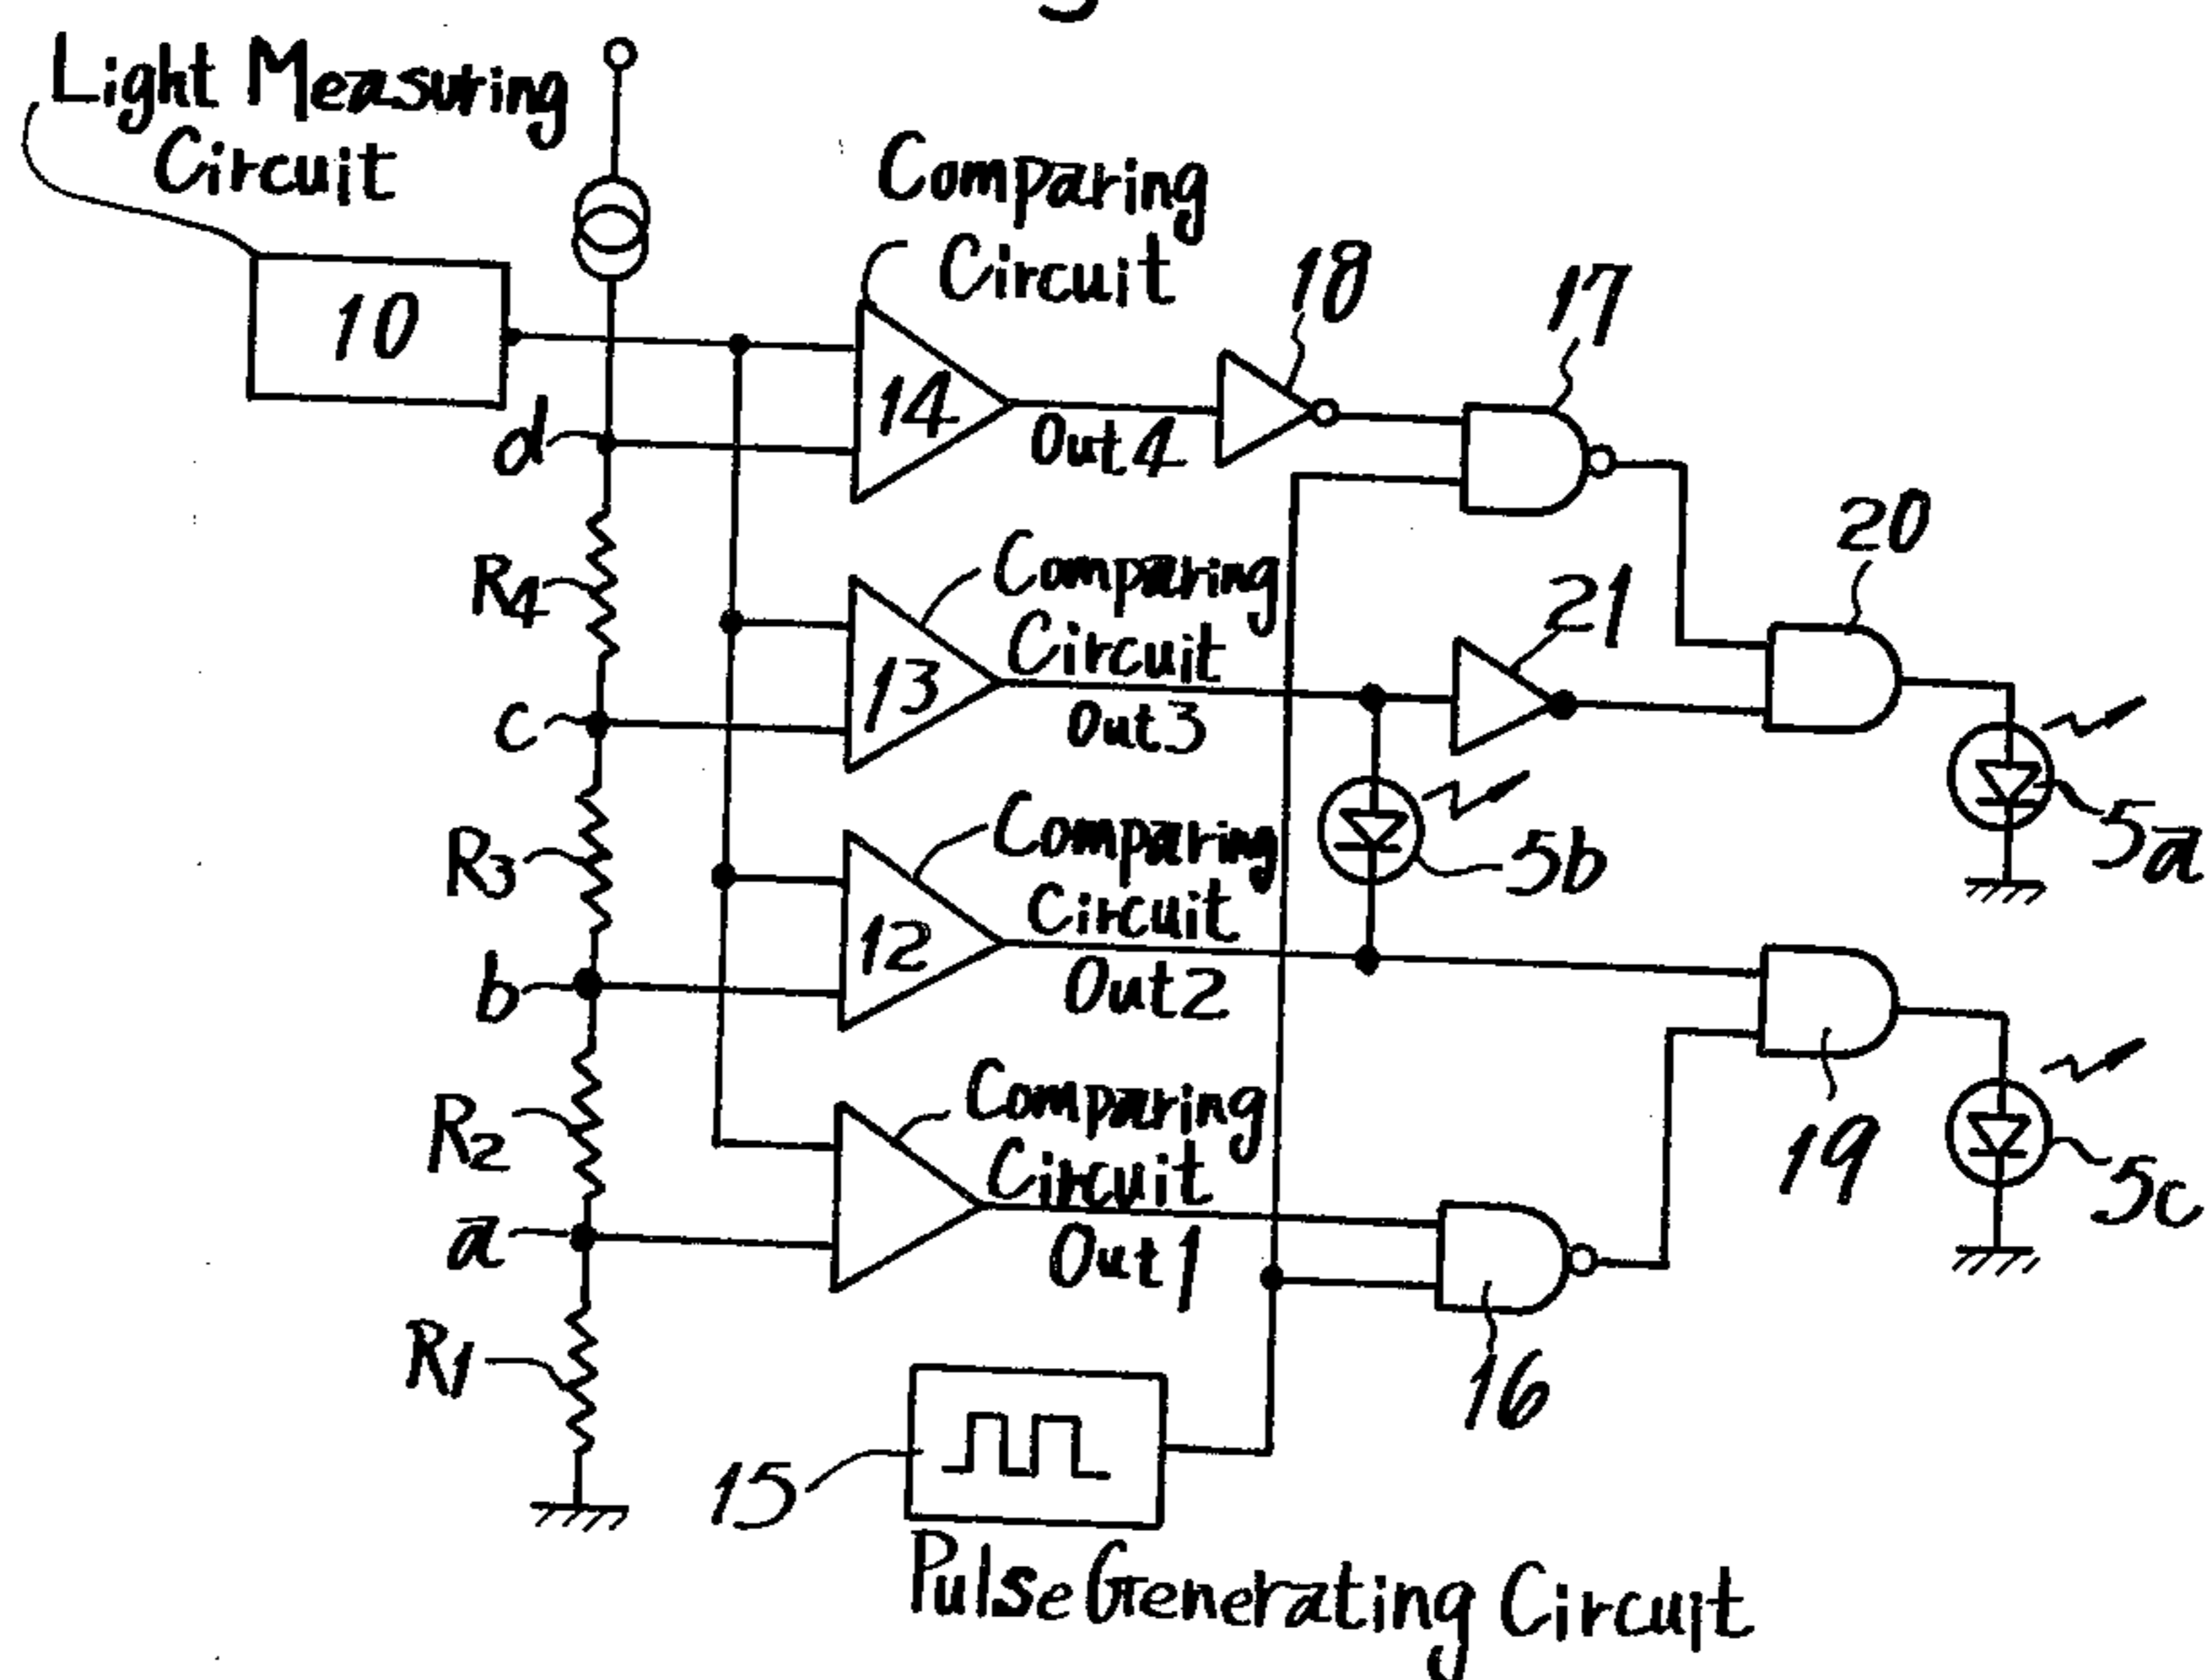 Light Measuring
Circuit
10
Comparing
Circuit
14
18
17
Out4
d
20
R4
Comparing
Circuit
13
21
Out3
c
5a
Comparing
Circuit
12
5b
R3
Out2
b
Comparing
Circuit
R2
19
5c
a
Out1
R1
16
15
Pulse Generating Circuit